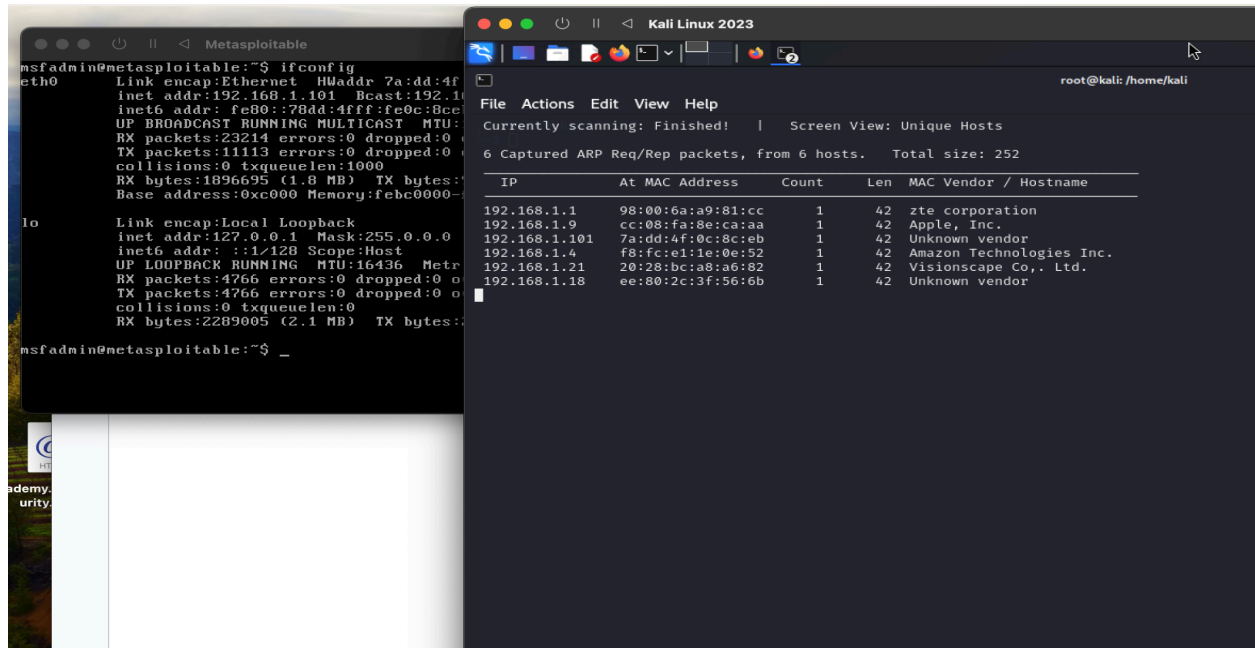 Metasploitable
msfadmin@metasploitable:~$ ifconfig
eth0 Link encap:Ethernet HWaddr 7a:dd:4f
inet addr:192.168.1.101 Bcast:192.1
inet6 addr: fe80::78dd:4fff:fe0c:8ce
UP BROADCAST RUNNING MULTICAST MTU:
RX packets:23214 errors:0 dropped:0
TX packets:11113 errors:0 dropped:0
collisions:0 txqueuelen:1000
RX bytes:1896695 (1.8 MB) TX bytes:
Base address:0xc000 Memory:febc0000-
lo Link encap:Local Loopback
inet addr:127.0.0.1 Mask:255.0.0.0
inet6 addr: ::1/128 Scope:Host
UP LOOPBACK RUNNING MTU:16436 Metr
RX packets:4766 errors:0 dropped:0 o
TX packets:4766 errors:0 dropped:0 o
collisions:0 txqueuelen:0
RX bytes:2289005 (2.1 MB) TX bytes:
msfadmin@metasploitable:~$ _
HT
ademy.
urity.
Kali Linux 2023
2
root@kali: /home/kali
File Actions Edit View Help
Currently scanning: Finished! | Screen View: Unique Hosts
6 Captured ARP Req/Rep packets, from 6 hosts. Total size: 252
IP At MAC Address Count Len MAC Vendor / Hostname
192.168.1.1 98:00:6a:a9:81:cc 1 42 zte corporation
192.168.1.9 cc:08:fa:8e:ca:aa 1 42 Apple, Inc.
192.168.1.101 7a:dd:4f:0c:8c:eb 1 42 Unknown vendor
192.168.1.4 f8:fc:e1:1e:0e:52 1 42 Amazon Technologies Inc.
192.168.1.21 20:28:bc:a8:a6:82 1 42 Visionscape Co,. Ltd.
192.168.1.18 ee:80:2c:3f:56:6b 1 42 Unknown vendor